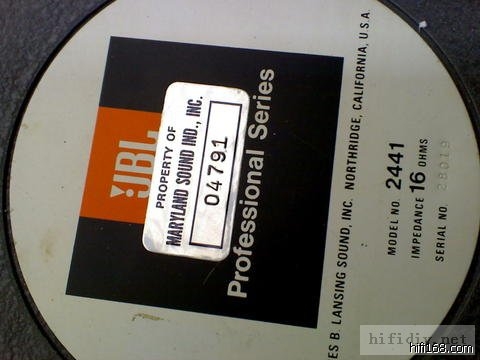 JBL
PROPERTY OF
MARYLAND SOUND IND., INC.
04791
Professional Series
ES B. LANSING SOUND, INC. NORTHRIDGE, CALIFORNIA, U.S.A.
MODEL NO. 2441
IMPEDANCE 16 OHMS
SERIAL NO. 28019
hifidiy.net
hifi168.com